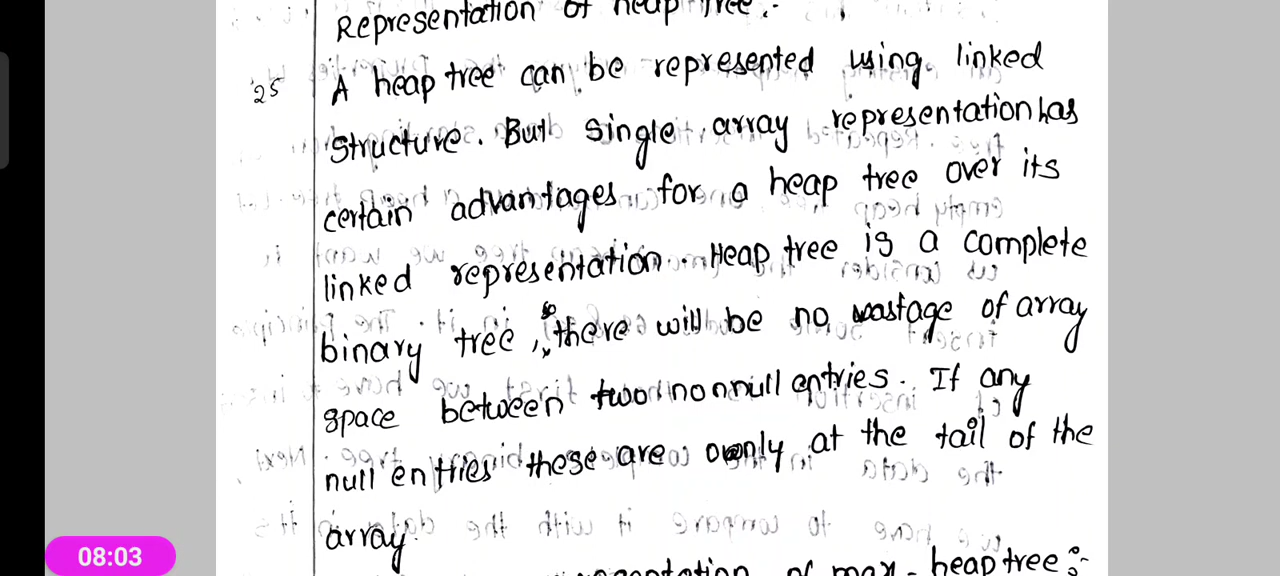 Representation of heap tree:-
25 A heap tree can be represented using linked
structure. But single array representation has
certain advantages for a heap tree over its
linked representation. Heap tree is a complete
binary tree, so there will be no wastage of array
space between two nonnull entries. If any
null entries these are only at the tail of the
array.
of max-heap tree:-
08:03